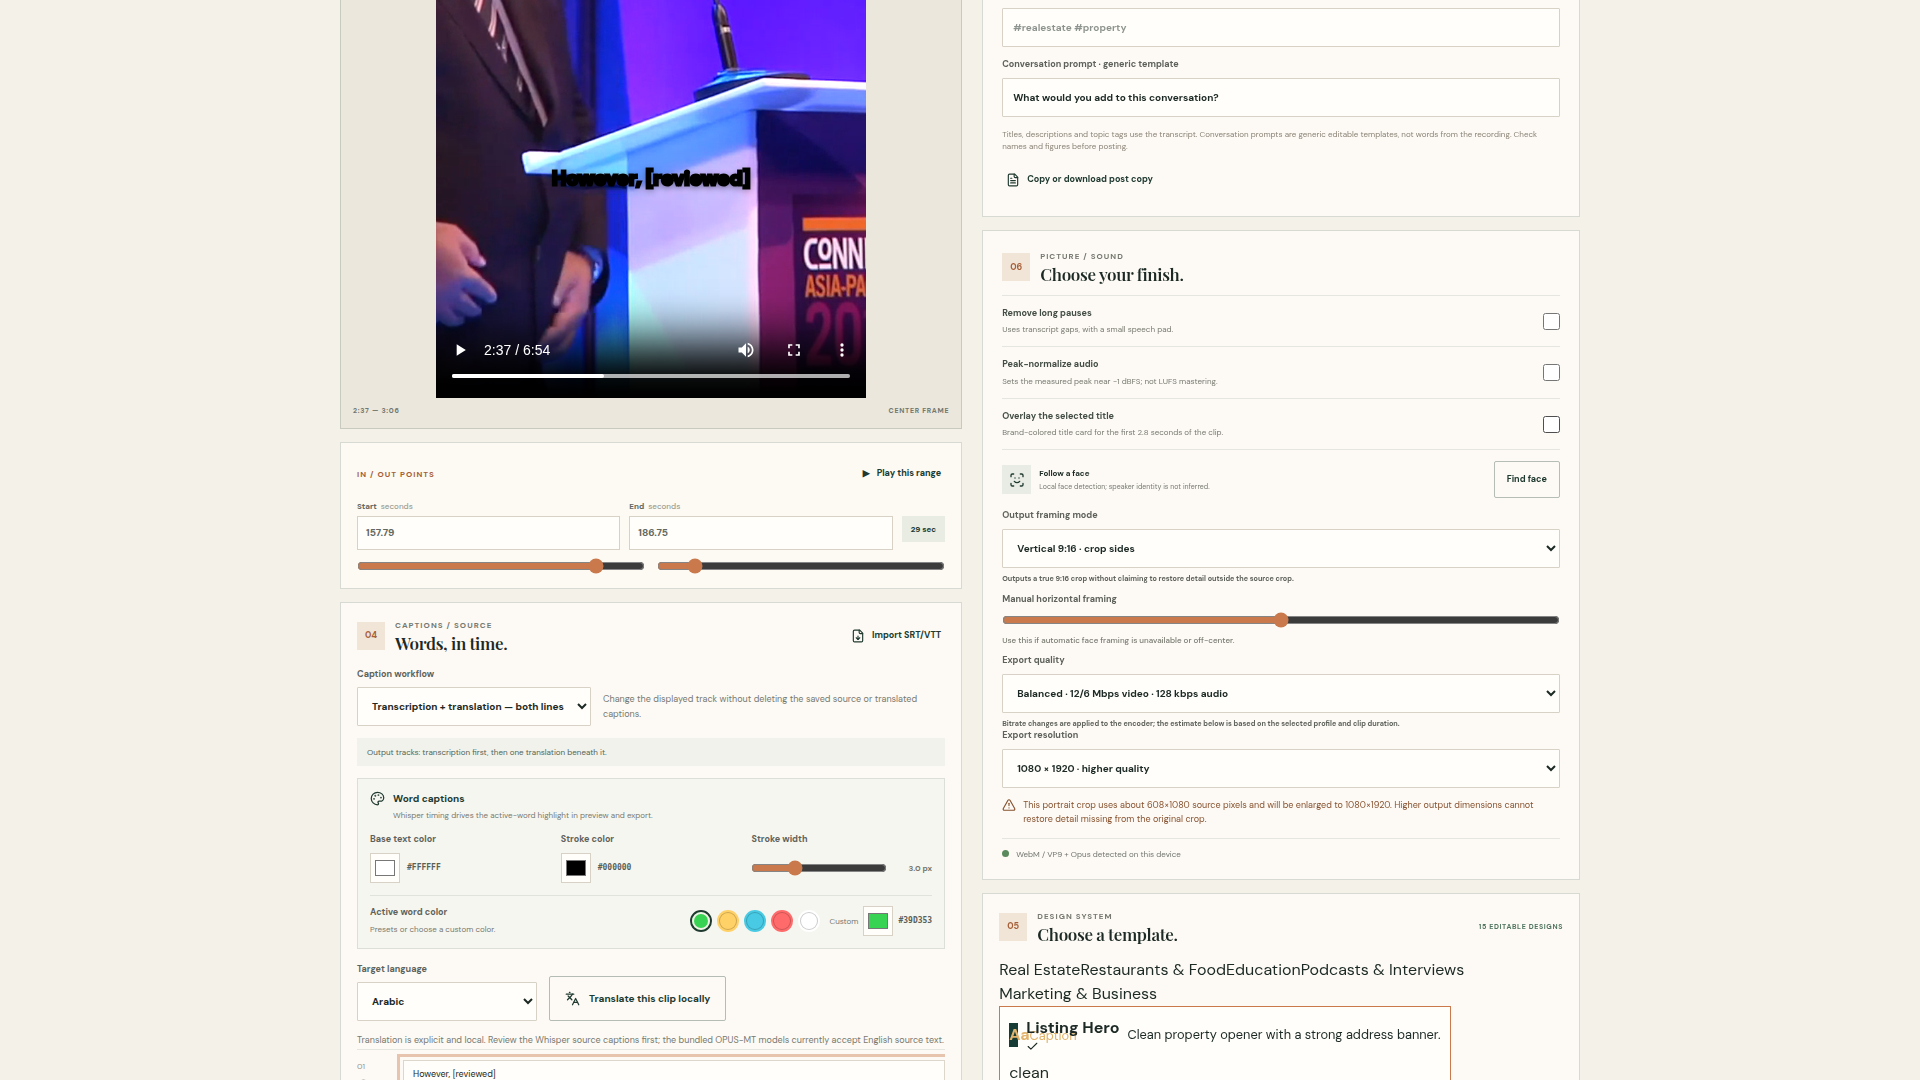 However, [reviewed]
CONN
ASIA-PA
20
2:37 / 6:54
2:37 — 3:06
CENTER FRAME
IN / OUT POINTS
Play this range
Start seconds
End seconds
157.79
186.75
29 sec
04
CAPTIONS / SOURCE
Words, in time.
Import SRT/VTT
Caption workflow
Transcription + translation — both lines
Change the displayed track without deleting the saved source or translated
captions.
Output tracks: transcription first, then one translation beneath it.
Word captions
Whisper timing drives the active-word highlight in preview and export.
Base text color
Stroke color
Stroke width
#FFFFFF
#000000
3.0 px
Active word color
Presets or choose a custom color.
Custom
#39D353
Target language
Arabic
Translate this clip locally
Translation is explicit and local. Review the Whisper source captions first; the bundled OPUS-MT models currently accept English source text.
01
However, [reviewed]
#realestate #property
Conversation prompt · generic template
What would you add to this conversation?
Titles, descriptions and topic tags use the transcript. Conversation prompts are generic editable templates, not words from the recording. Check
names and figures before posting.
Copy or download post copy
06
PICTURE / SOUND
Choose your finish.
Remove long pauses
Uses transcript gaps, with a small speech pad.
Peak-normalize audio
Sets the measured peak near -1 dBFS; not LUFS mastering.
Overlay the selected title
Brand-colored title card for the first 2.8 seconds of the clip.
Follow a face
Local face detection; speaker identity is not inferred.
Find face
Output framing mode
Vertical 9:16 · crop sides
Outputs a true 9:16 crop without claiming to restore detail outside the source crop.
Manual horizontal framing
Use this if automatic face framing is unavailable or off-center.
Export quality
Balanced · 12/6 Mbps video · 128 kbps audio
Bitrate changes are applied to the encoder; the estimate below is based on the selected profile and clip duration.
Export resolution
1080 × 1920 · higher quality
This portrait crop uses about 608×1080 source pixels and will be enlarged to 1080×1920. Higher output dimensions cannot
restore detail missing from the original crop.
WebM / VP9 + Opus detected on this device
05
DESIGN SYSTEM
Choose a template.
15 EDITABLE DESIGNS
Real EstateRestaurants & FoodEducationPodcasts & Interviews
Marketing & Business
Listing Hero
AaCaption
Clean property opener with a strong address banner.
clean